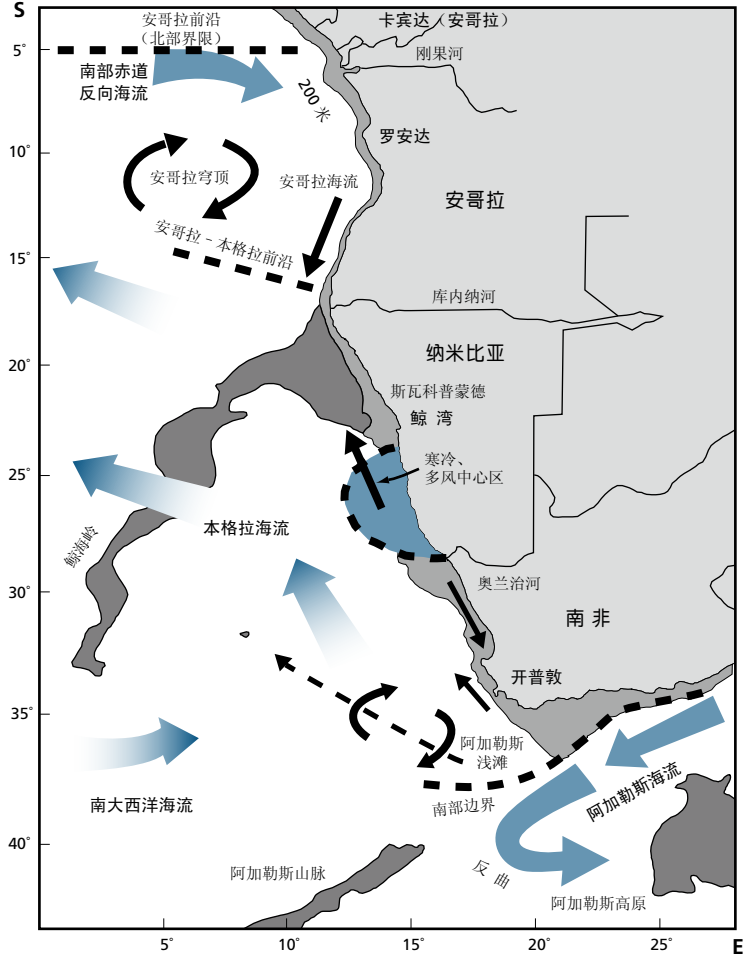 S
安哥拉前沿
（北部界限）
卡宾达（安哥拉）
5°
刚果河
南部赤道
反向海流
200 米
罗安达
10°
安哥拉穹顶
安哥拉海流
安哥拉
安哥拉－本格拉前沿
15°
库内纳河
纳米比亚
20°
斯瓦科普蒙德
鲸 湾
寒冷、
多风中心区
25°
本格拉海流
鲸海岭
奥兰治河
30°
南 非
开普敦
35°
阿加勒斯
浅滩
阿加勒斯海流
南大西洋海流
南部边界
40°
反 曲
阿加勒斯山脉
阿加勒斯高原
5°
10°
15°
20°
25°
E